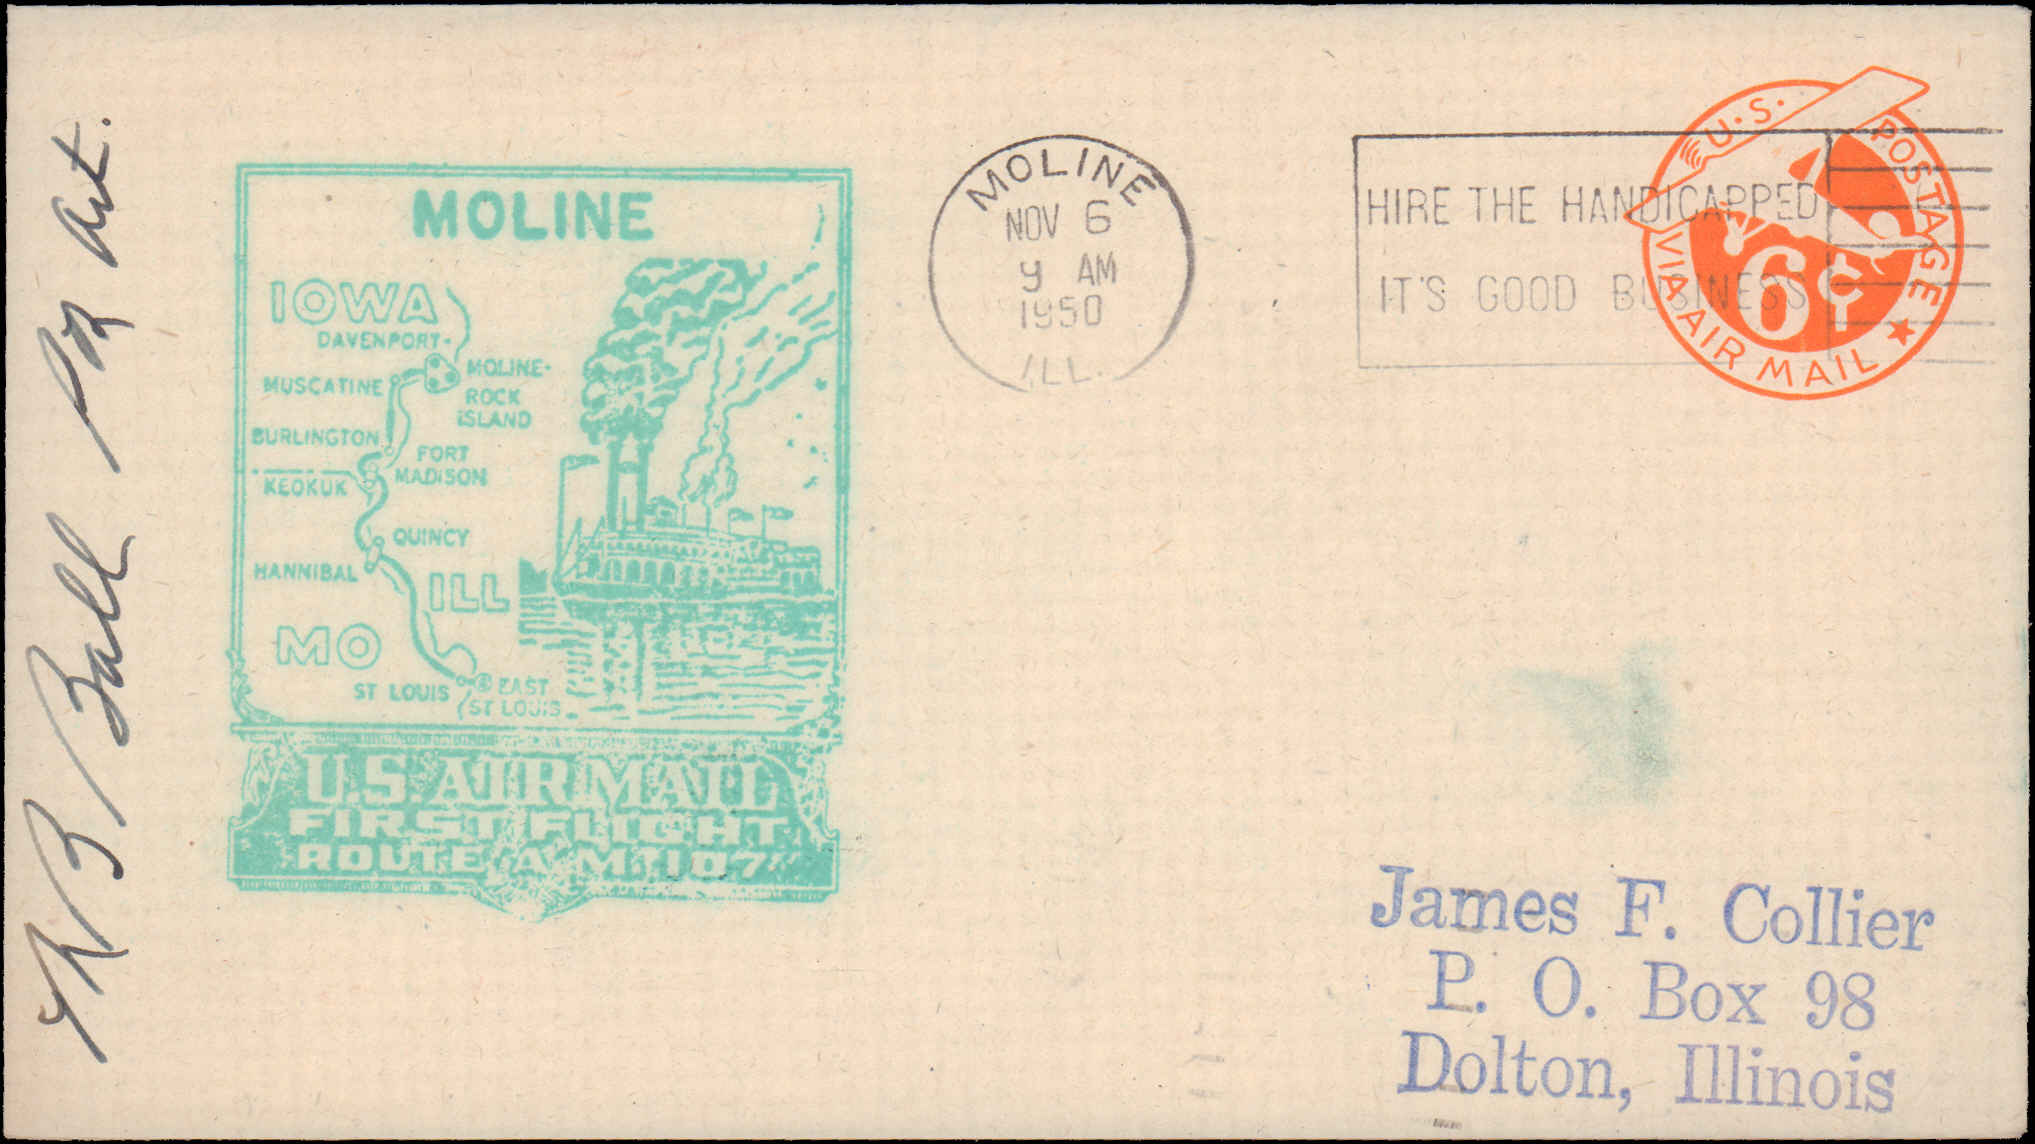 MOLINE
IOWA
DAVENPORT
MOLINE-
ROCK
ISLAND
MUSCATINE
BURLINGTON
FORT
MADISON
KEOKUK
QUINCY
HANNIBAL
ILL
MO
ST LOUIS
EAST
ST LOUIS
U.S. AIR MAIL
FIRST FLIGHT
ROUTE A M 107
MOLINE
NOV 6
9 AM
1950
ILL.
HIRE THE HANDICAPPED
IT'S GOOD BUSINESS
U.S. POSTAGE
6¢
VIA AIR MAIL
James F. Collier
P. O. Box 98
Dolton, Illinois
B Ball